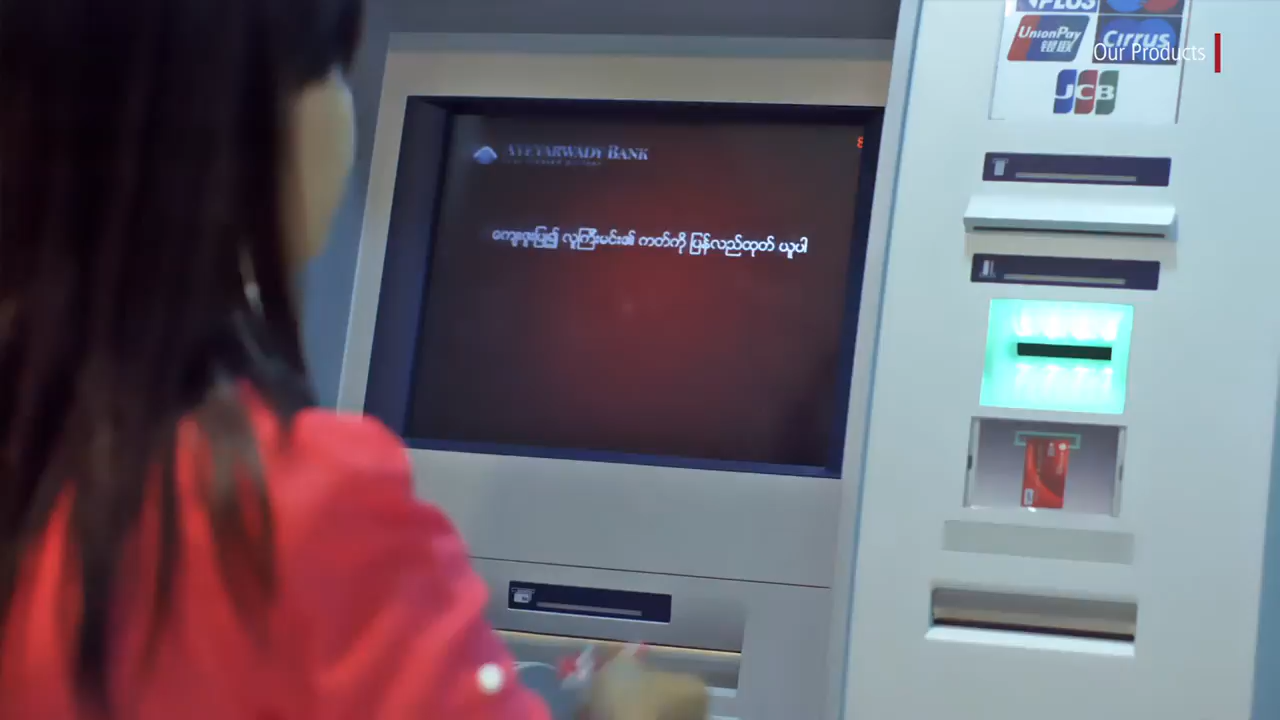 PLUS
UnionPay
银联
Cirrus
Our Products
JCB
AYEYARWADY BANK
ကျေးဇူးပြု၍ လူကြီးမင်း၏ ကတ်ကို ပြန်လည်ထုတ် ယူပါ